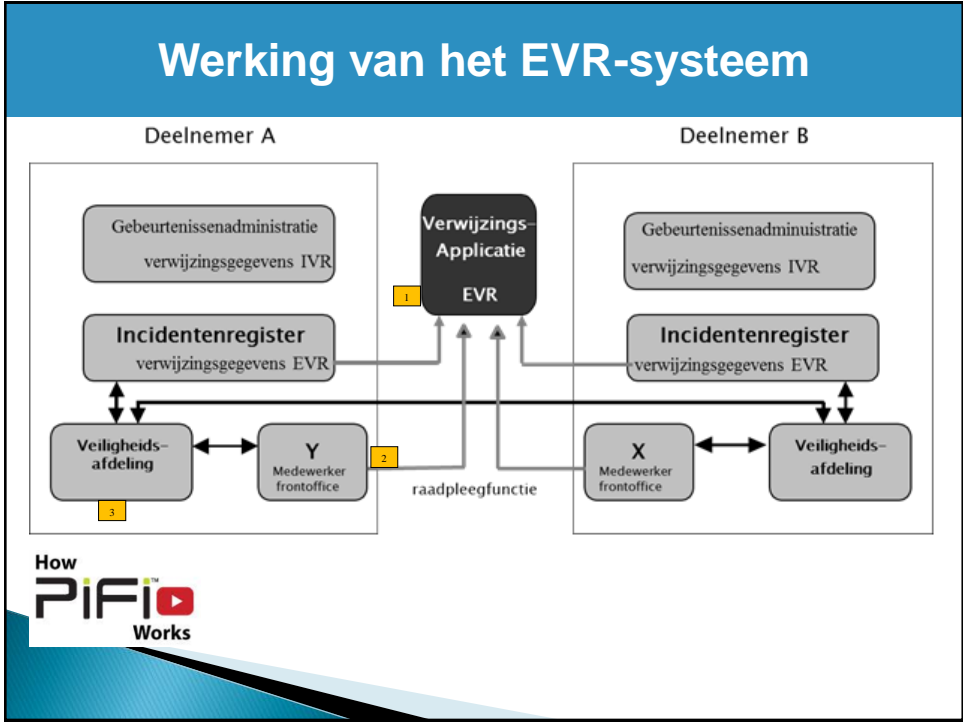 Werking van het EVR-systeem
Deelnemer A
Deelnemer B
Gebeurtenissenadministratie
verwijzingsgegevens IVR
Verwijzings-
Applicatie
EVR
1
Gebeurtenissenadminuistratie
verwijzingsgegevens IVR
Incidentenregister
verwijzingsgegevens EVR
Incidentenregister
verwijzingsgegevens EVR
Veiligheids-
afdeling
3
Y
Medewerker
frontoffice
2
raadpleegfunctie
X
Medewerker
frontoffice
Veiligheids-
afdeling
How
PiFi™
Works